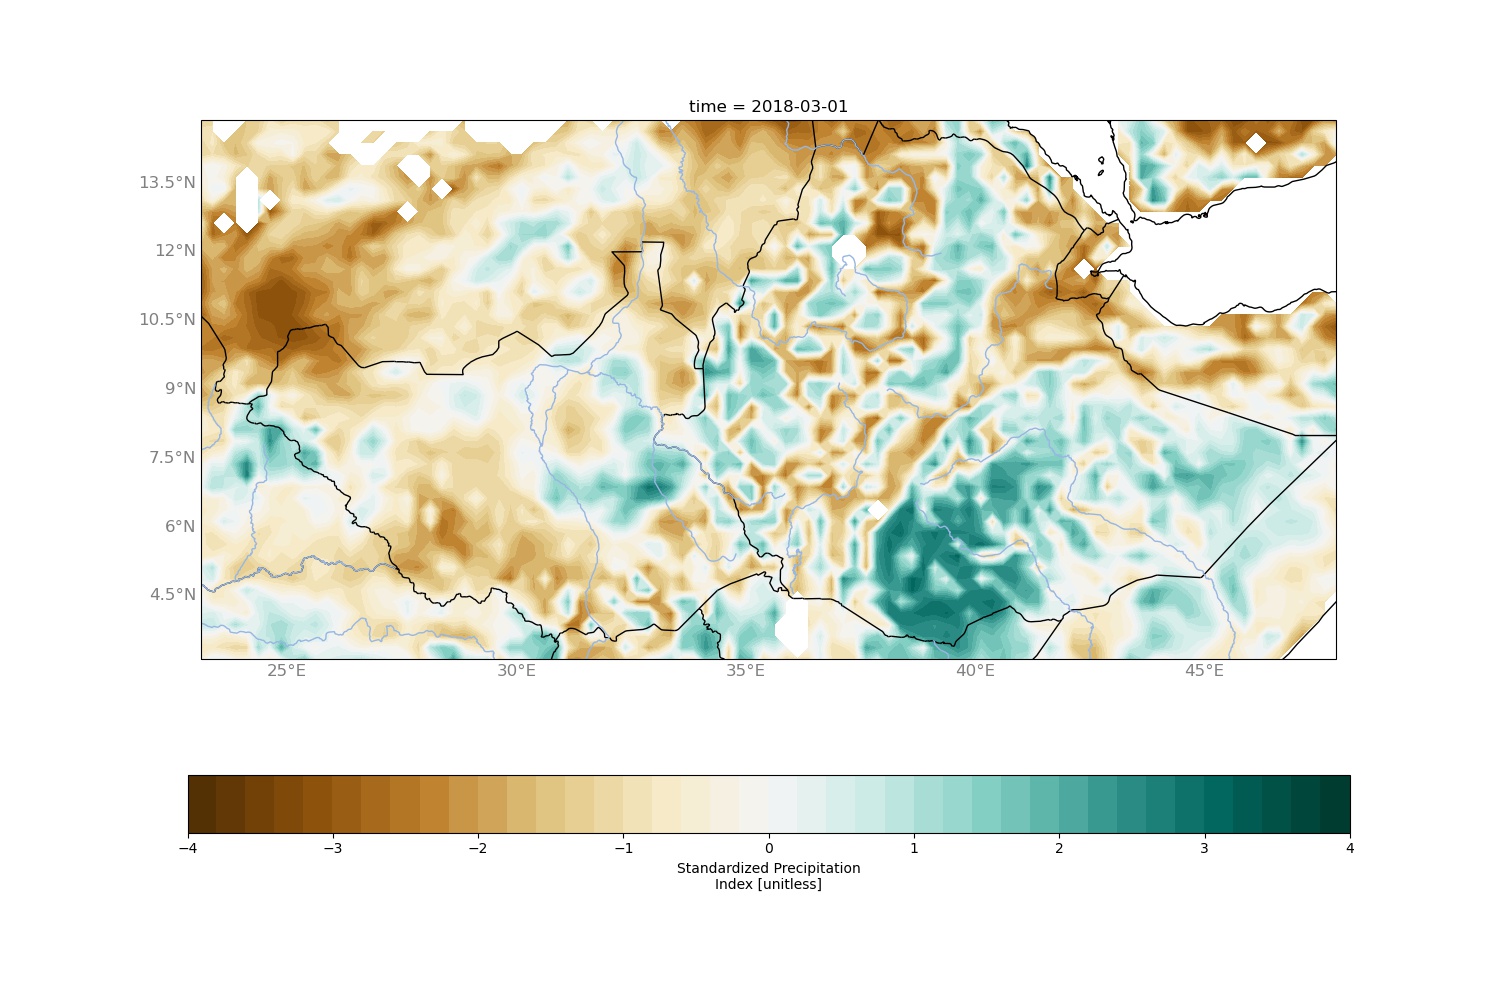 time = 2018-03-01
13.5°N
12°N
10.5°N
9°N
7.5°N
6°N
4.5°N
25°E
30°E
35°E
40°E
45°E
−4
−3
−2
−1
0
1
2
3
4
Standardized Precipitation
Index [unitless]